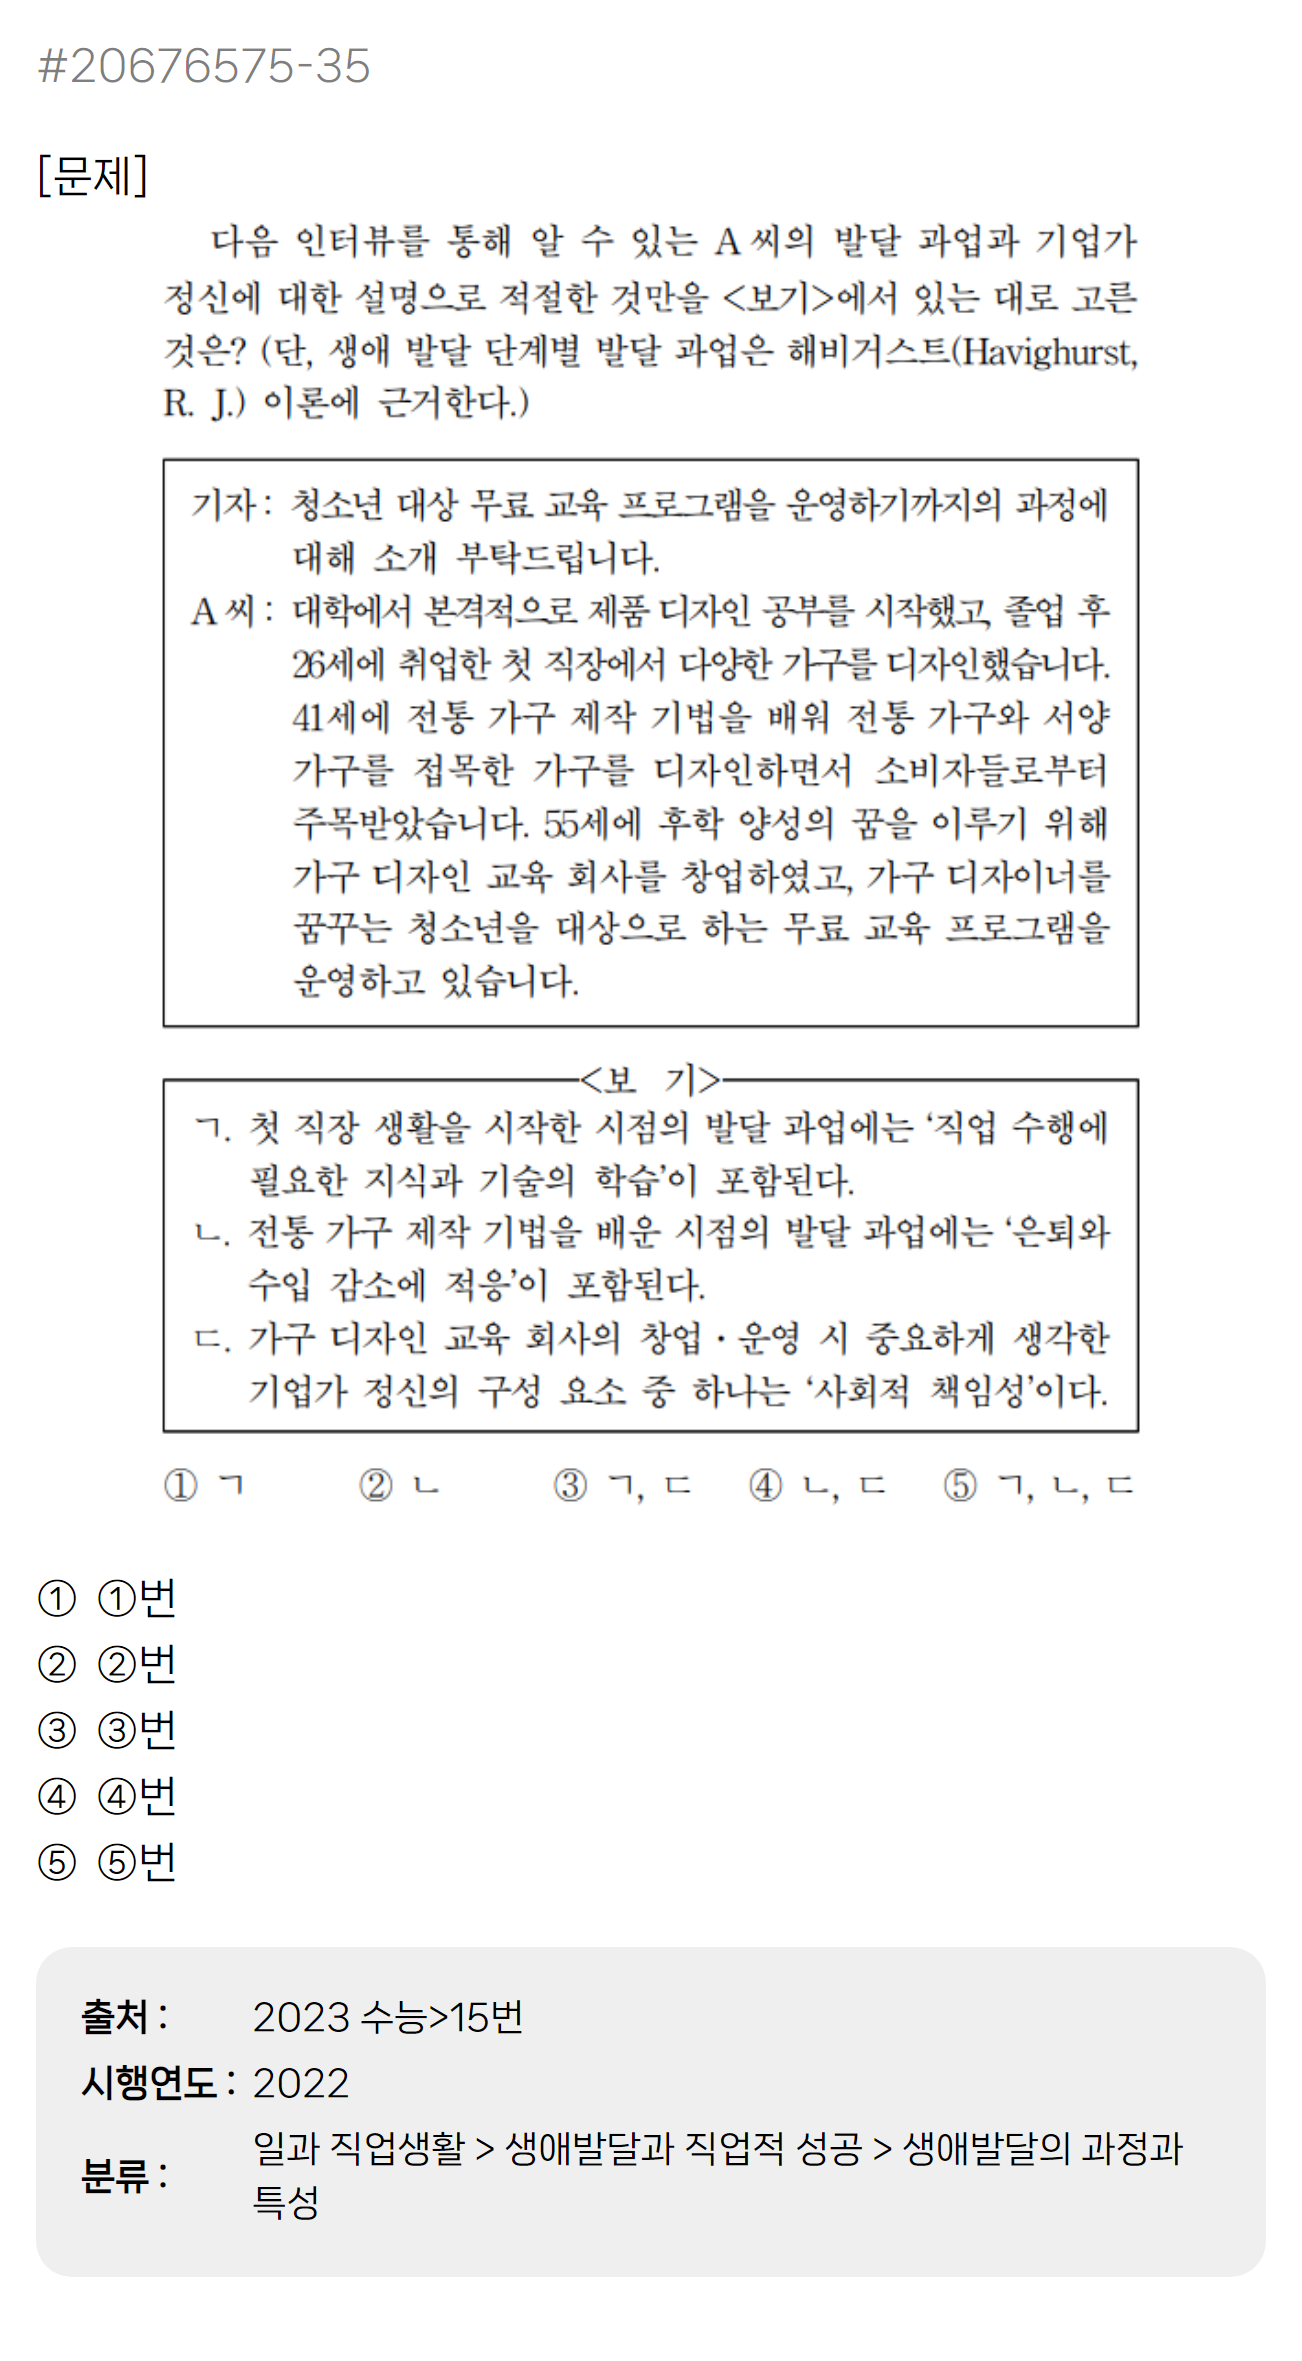 #20676575-35
[문제]
다음 인터뷰를 통해 알 수 있는 A 씨의 발달 과업과 기업가
정신에 대한 설명으로 적절한 것만을 <보기>에서 있는 대로 고른
것은? (단, 생애 발달 단계별 발달 과업은 해비거스트(Havighurst,
R. J.) 이론에 근거한다.)
기자 : 청소년 대상 무료 교육 프로그램을 운영하기까지의 과정에
대해 소개 부탁드립니다.
A 씨 : 대학에서 본격적으로 제품 디자인 공부를 시작했고, 졸업 후
26세에 취업한 첫 직장에서 다양한 가구를 디자인했습니다.
41세에 전통 가구 제작 기법을 배워 전통 가구와 서양
가구를 접목한 가구를 디자인하면서 소비자들로부터
주목받았습니다. 55세에 후학 양성의 꿈을 이루기 위해
가구 디자인 교육 회사를 창업하였고, 가구 디자이너를
꿈꾸는 청소년을 대상으로 하는 무료 교육 프로그램을
운영하고 있습니다.
<보 기>
ㄱ. 첫 직장 생활을 시작한 시점의 발달 과업에는 ‘직업 수행에
필요한 지식과 기술의 학습’이 포함된다.
ㄴ. 전통 가구 제작 기법을 배운 시점의 발달 과업에는 ‘은퇴와
수입 감소에 적응’이 포함된다.
ㄷ. 가구 디자인 교육 회사의 창업・운영 시 중요하게 생각한
기업가 정신의 구성 요소 중 하나는 ‘사회적 책임성’이다.
① ㄱ ② ㄴ ③ ㄱ, ㄷ ④ ㄴ, ㄷ ⑤ ㄱ, ㄴ, ㄷ
① ①번
② ②번
③ ③번
④ ④번
⑤ ⑤번
출처 : 2023 수능>15번
시행연도 : 2022
분류 : 일과 직업생활 > 생애발달과 직업적 성공 > 생애발달의 과정과
특성